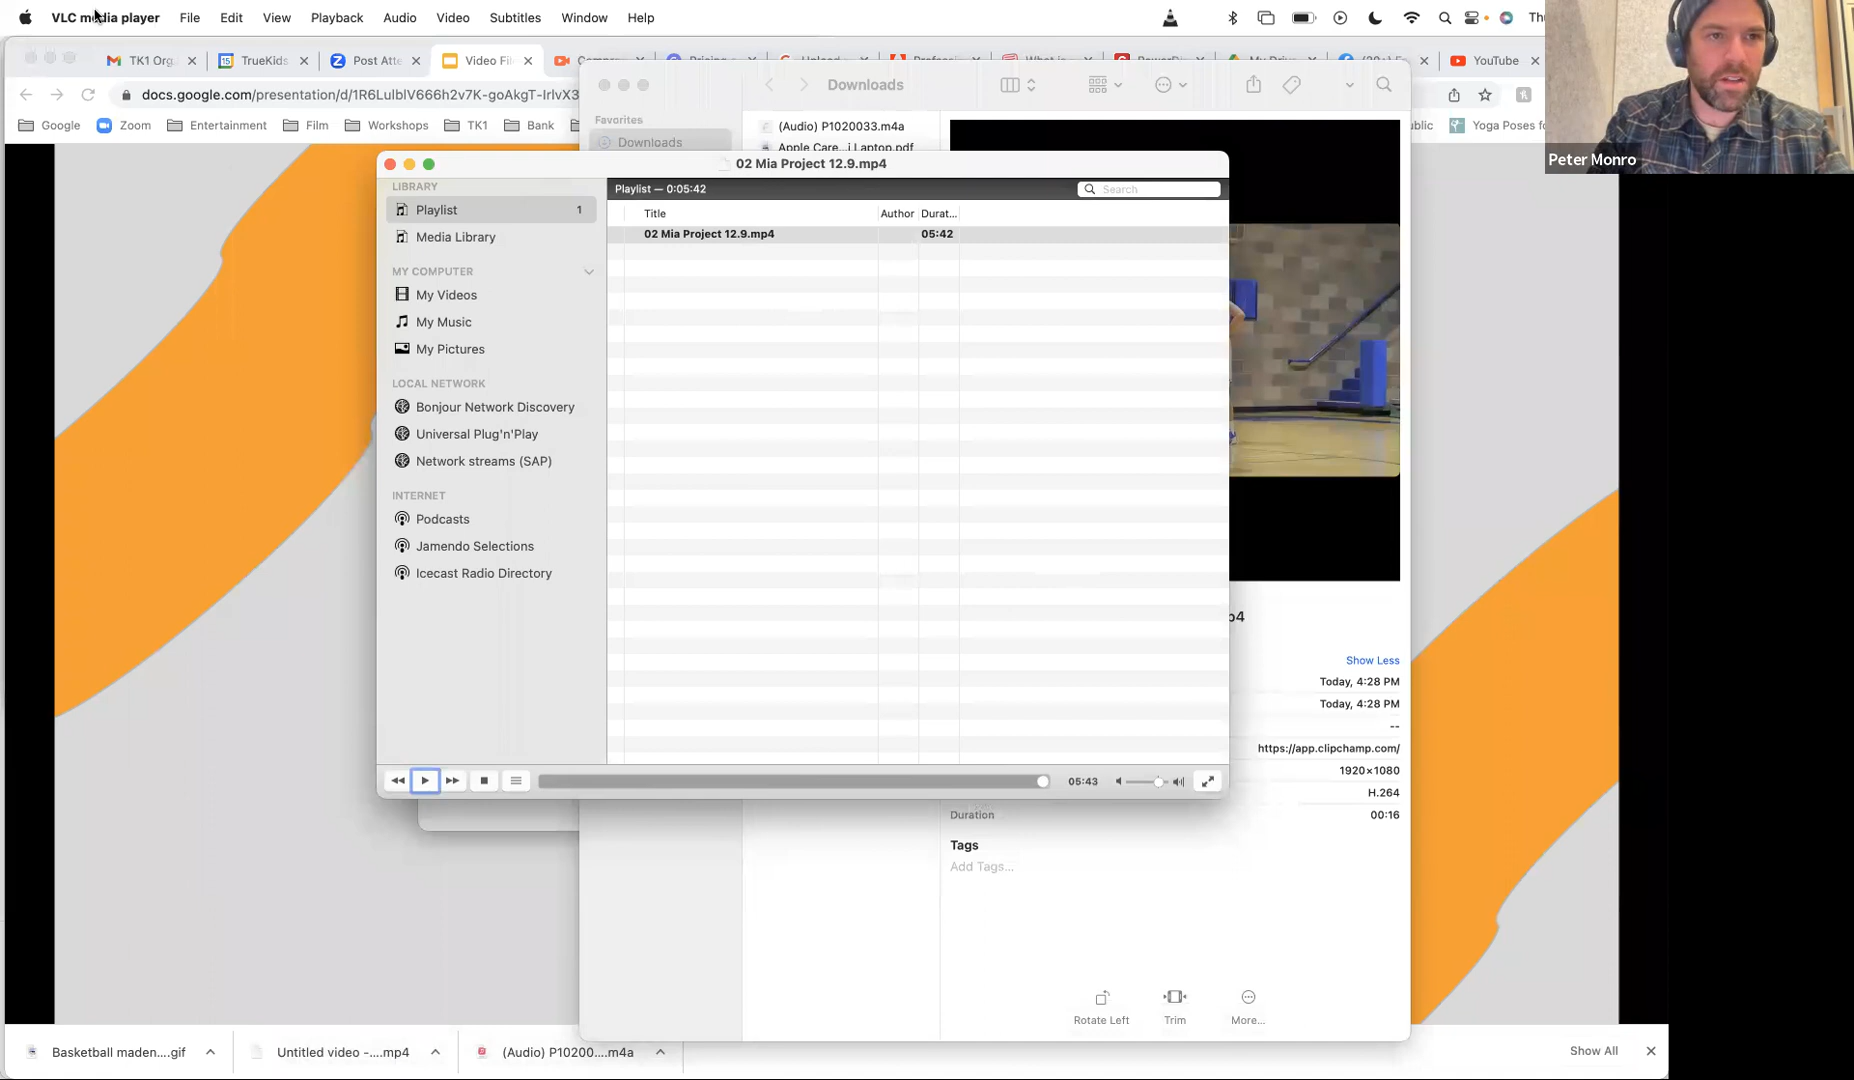 VLC media player File Edit View Playback Audio Video Subtitles Window Help
TK1 Org
TrueKids
Post Atte
Video Fi
YouTube
docs.google.com/presentation/d/1R6LulblV666h2v7K-goAkgT-IrlvX3
Google Zoom Entertainment Film Workshops TK1 Bank
Yoga Poses fo
Peter Monro
Downloads
Favorites
Downloads
(Audio) P1020033.m4a
Apple Care...i Laptop.pdf
02 Mia Project 12.9.mp4
LIBRARY
Playlist 1
Media Library
MY COMPUTER
My Videos
My Music
My Pictures
LOCAL NETWORK
Bonjour Network Discovery
Universal Plug'n'Play
Network streams (SAP)
INTERNET
Podcasts
Jamendo Selections
Icecast Radio Directory
Playlist — 0:05:42
Search
Title Author Durat...
02 Mia Project 12.9.mp4 05:42
05:43
p4
Show Less
Today, 4:28 PM
Today, 4:28 PM
--
https://app.clipchamp.com/
1920×1080
H.264
Duration 00:16
Tags
Add Tags...
Rotate Left Trim More...
Basketball maden....gif
Untitled video -....mp4
(Audio) P10200....m4a
Show All